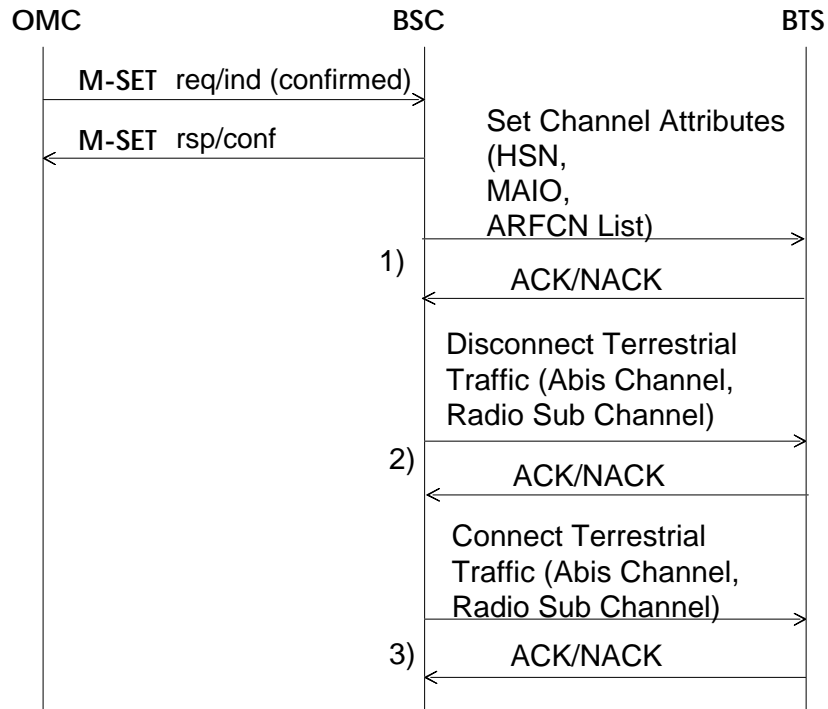 OMC BSC BTS
M-SET req/ind (confirmed)
M-SET rsp/conf
Set Channel Attributes
(HSN,
MAIO,
ARFCN List)
1)
ACK/NACK
Disconnect Terrestrial
Traffic (Abis Channel,
Radio Sub Channel)
2)
ACK/NACK
Connect Terrestrial
Traffic (Abis Channel,
Radio Sub Channel)
3)
ACK/NACK